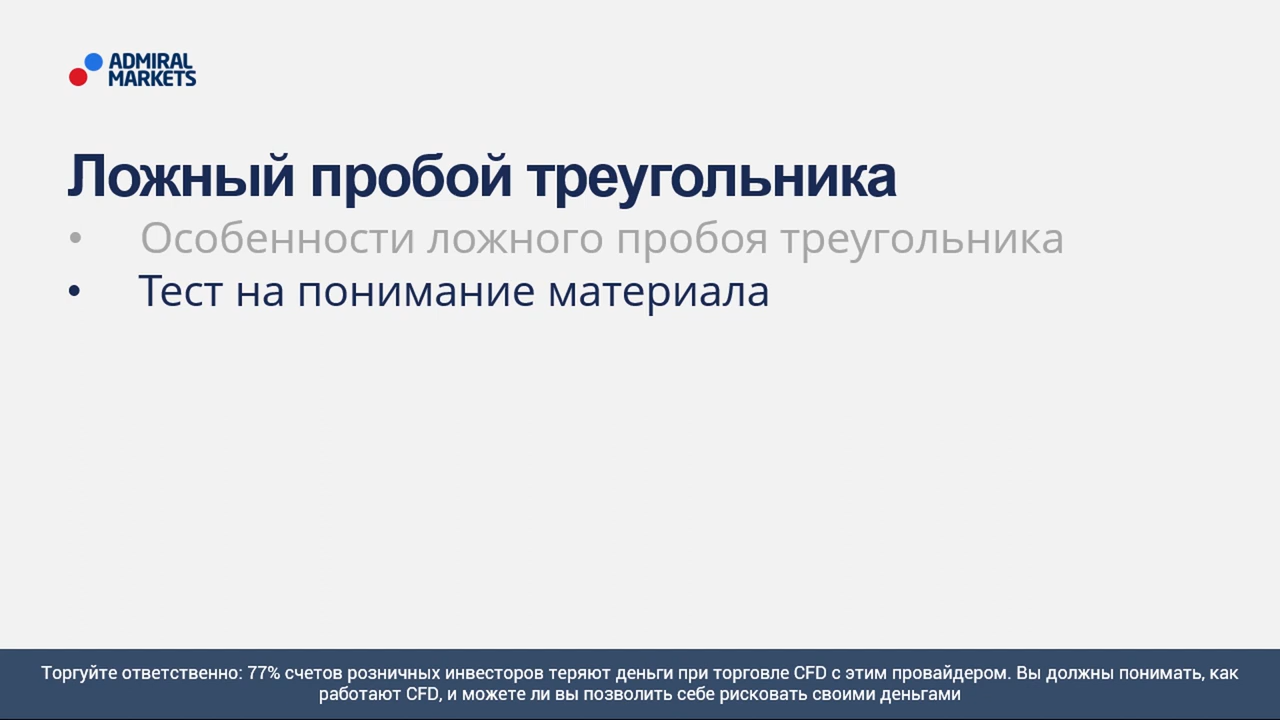 ADMIRAL
MARKETS
Ложный пробой треугольника
• Особенности ложного пробоя треугольника
• Тест на понимание материала
Торгуйте ответственно: 77% счетов розничных инвесторов теряют деньги при торговле CFD с этим провайдером. Вы должны понимать, как
работают CFD, и можете ли вы позволить себе рисковать своими деньгами